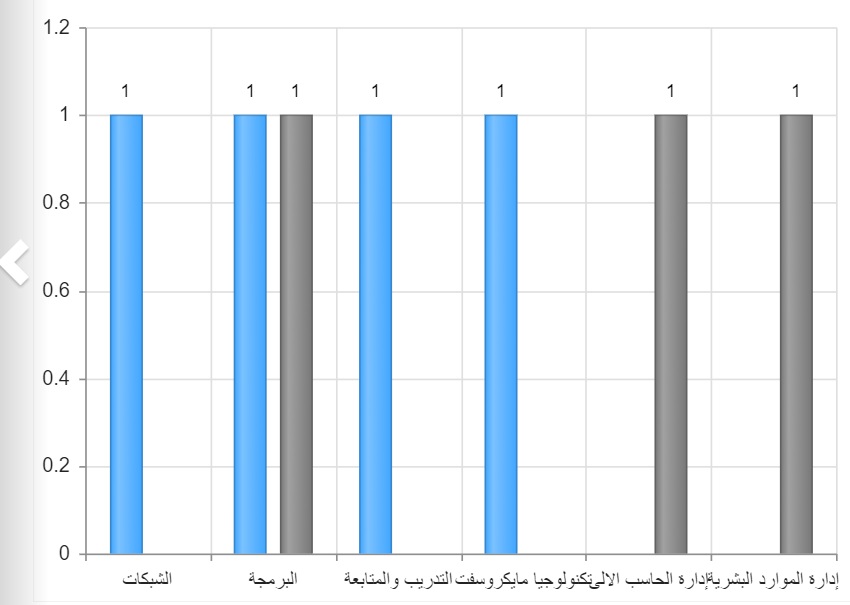 1.2
1 1 1 1 1 1 1
1
0.8
0.6
0.4
0.2
0
الشبكات
البرمجة
التدريب والمتابعة
تكنولوجيا مايكروسفت
إدارة الحاسب الالى
إدارة الموارد البشرية